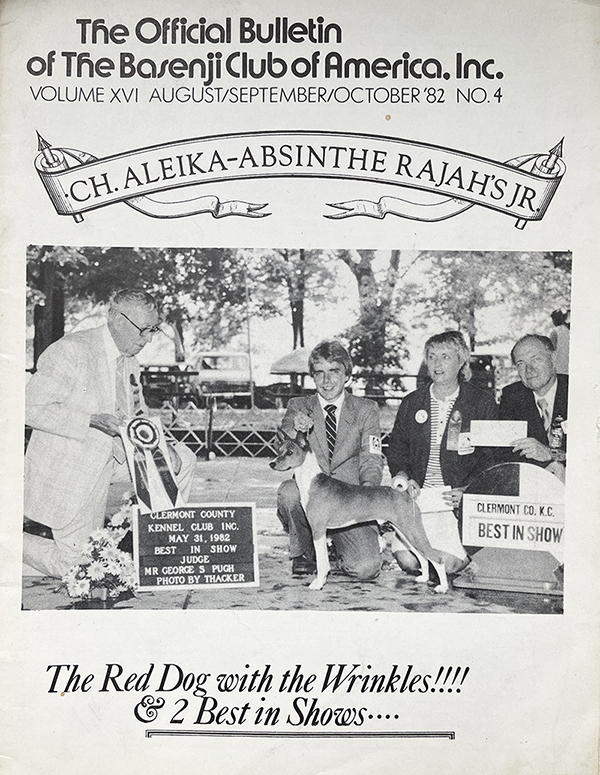 The Official Bulletin
of The Basenji Club of America, Inc.
VOLUME XVI AUGUST/SEPTEMBER/OCTOBER '82 NO. 4
·CH. ALEIKA-ABSINTHE RAJAH'S JR.
CLERMONT COUNTY
KENNEL CLUB INC.
MAY 31, 1982
BEST IN SHOW
JUDGE
MR GEORGE S PUGH
PHOTO BY THACKER
CLERMONT CO. K.C.
BEST IN SHOW
The Red Dog with the Wrinkles!!!!
& 2 Best in Shows....